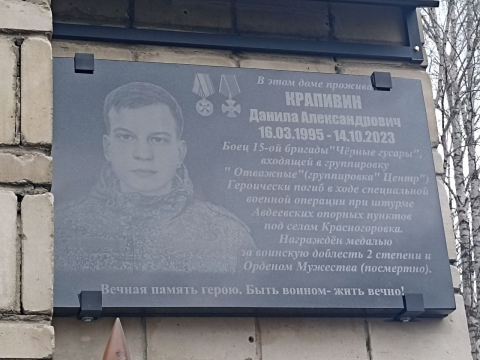 В этом доме проживал
КРАПИВИН
Данила Александрович
16.03.1995 - 14.10.2023
Боец 15-ой бригады "Чёрные гусары",
входящей в группировку
" Отважные"(группировка" Центр")
Героически погиб в ходе специальной
военной операции при штурме
Авдеевских опорных пунктов
под селом Красногоровка.
Награждён медалью
за воинскую доблесть 2 степени и
Орденом Мужества (посмертно).
Вечная память герою. Быть воином- жить вечно!